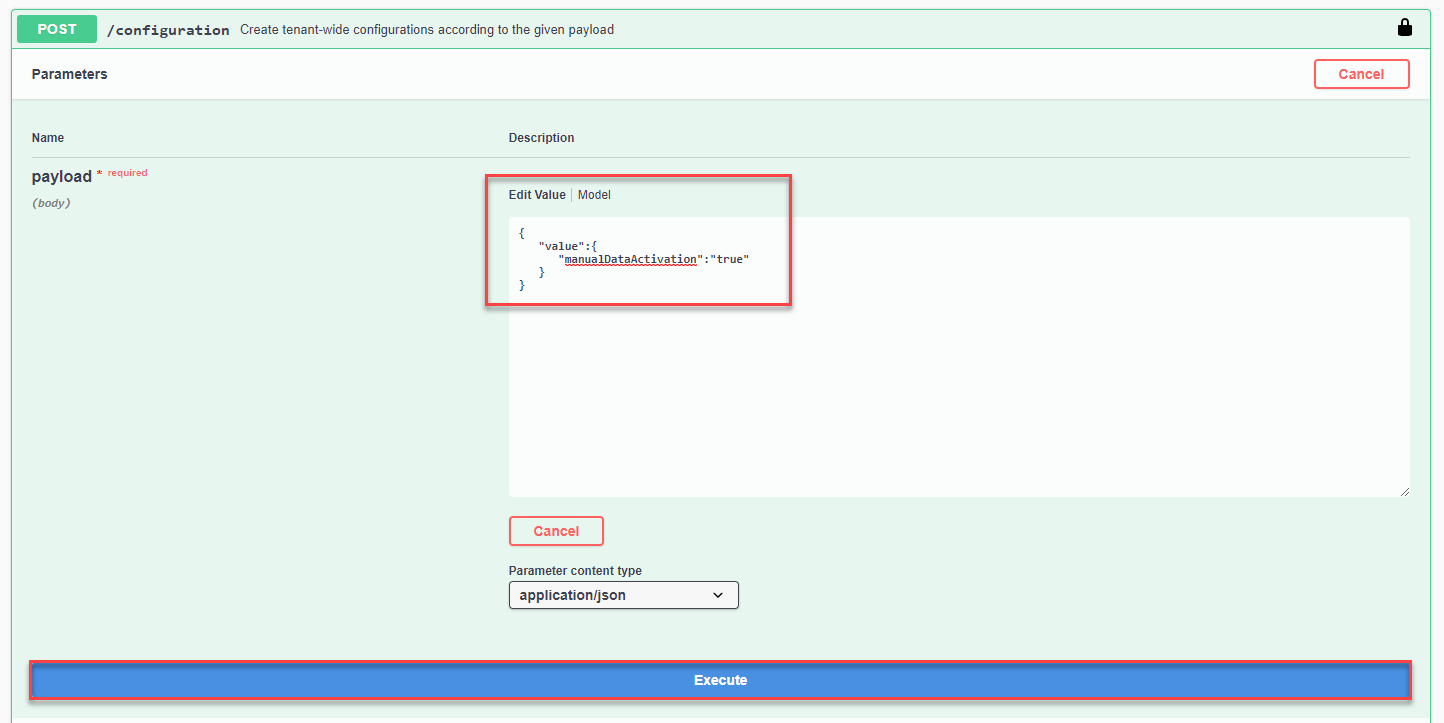 POST /configuration Create tenant-wide configurations according to the given payload
Parameters
Cancel
Name Description
payload * required
(body)
Edit Value | Model
{
"value":{
"manualDataActivation":"true"
}
}
Cancel
Parameter content type
application/json
Execute